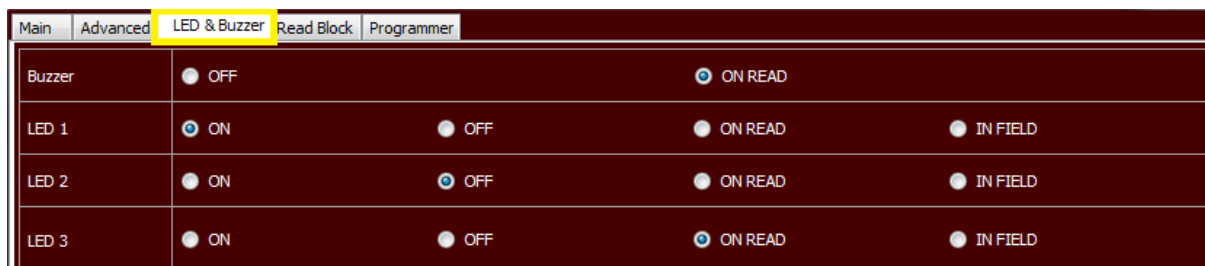 Main Advanced LED & Buzzer Read Block Programmer
Buzzer OFF ON READ
LED 1 ON OFF ON READ IN FIELD
LED 2 ON OFF ON READ IN FIELD
LED 3 ON OFF ON READ IN FIELD